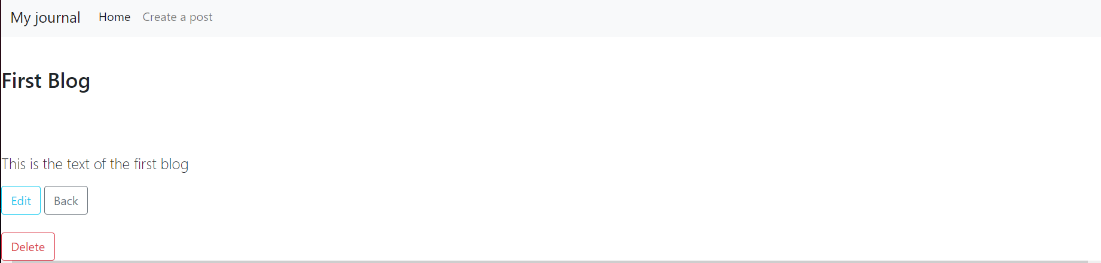 My journal Home Create a post
First Blog
This is the text of the first blog
Edit Back
Delete